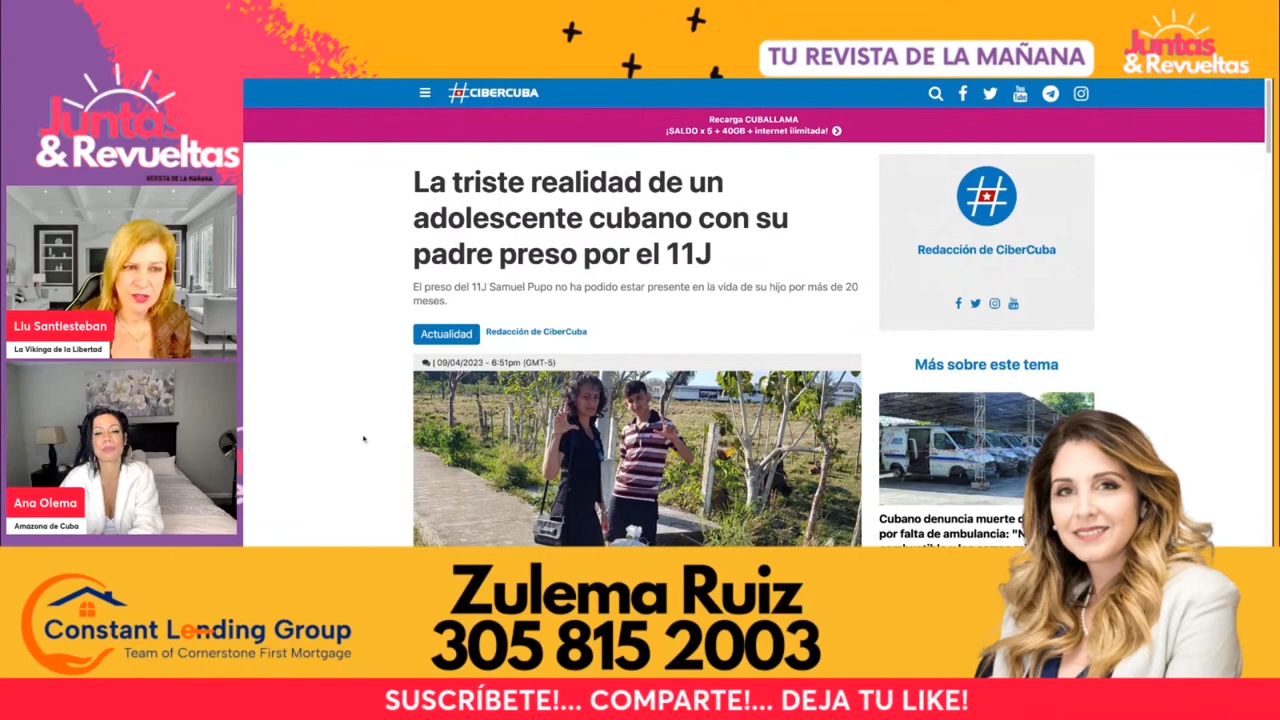 TU REVISTA DE LA MAÑANA
Juntas
& Revueltas
Juntas
& Revueltas
REVISTA DE LA MAÑANA
CIBERCUBA
Recarga CUBALLAMA
¡SALDO x 5 + 40GB + internet ilimitada!
La triste realidad de un
adolescente cubano con su
padre preso por el 11J
El preso del 11J Samuel Pupo no ha podido estar presente en la vida de su hijo por más de 20
meses.
Actualidad Redacción de CiberCuba
| 09/04/2023 - 6:51pm (GMT-5)
Redacción de CiberCuba
Más sobre este tema
Cubano denuncia muerte
por falta de ambulancia: "N
Liu Santiesteban
La Vikinga de la Libertad
Ana Olema
Amazona de Cuba
Constant Lending Group
Team of Cornerstone First Mortgage
Zulema Ruiz
305 815 2003
SUSCRÍBETE!... COMPARTE!... DEJA TU LIKE!